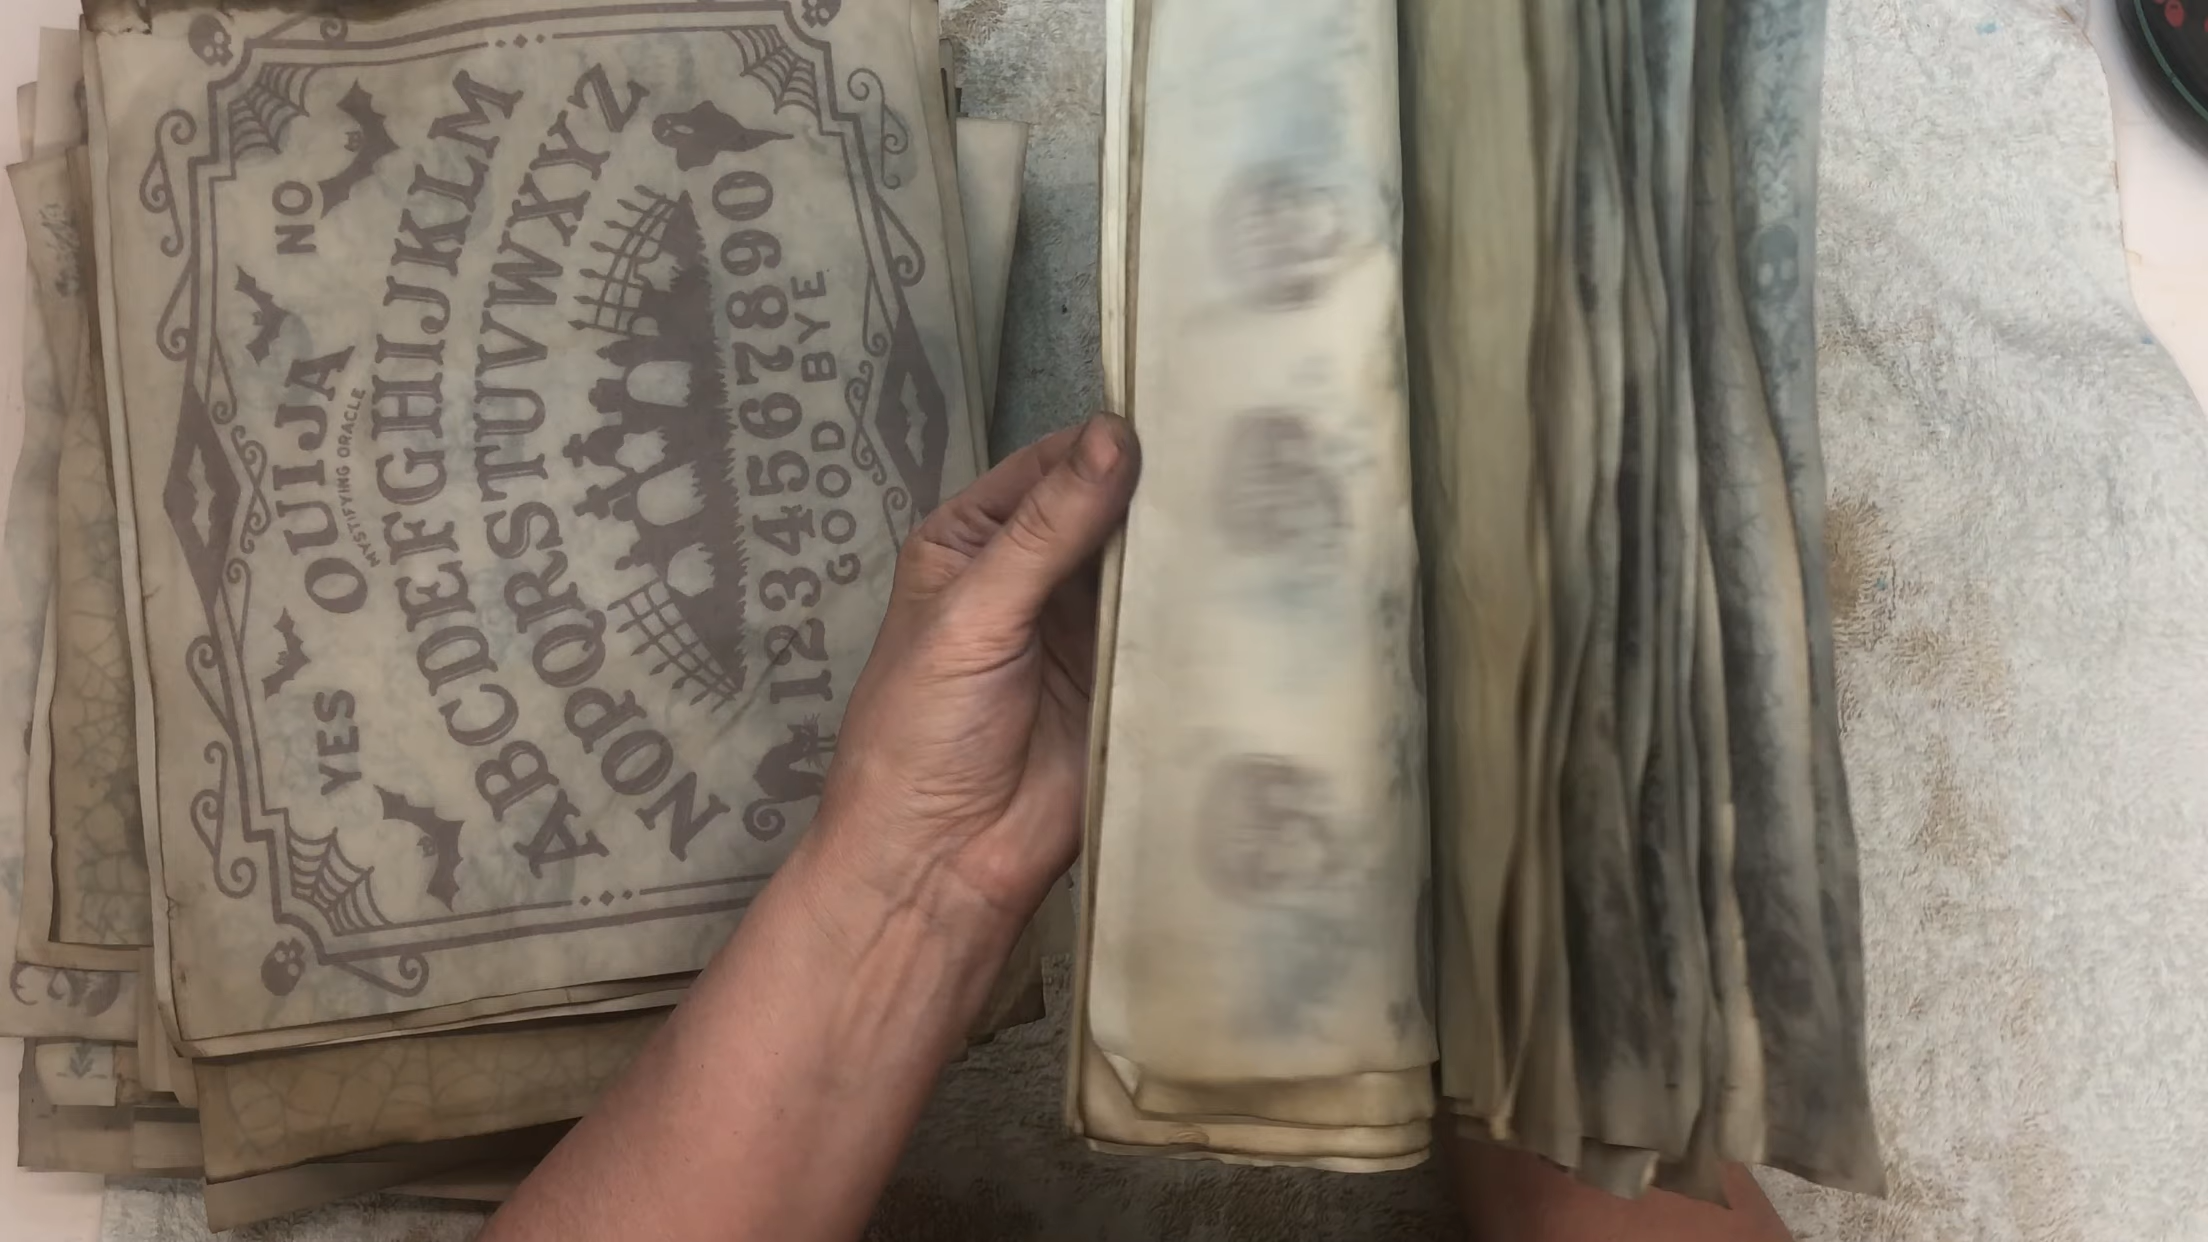 YES NO
OUIJA
MYSTIFYING ORACLE
ABCDEFGHIJKLM
NOPQRSTUVWXYZ
1234567890
GOOD BYE